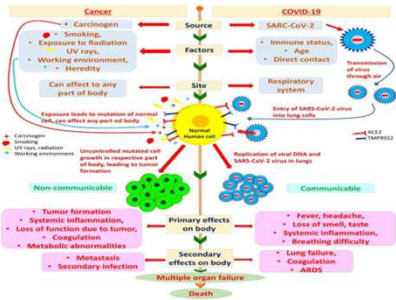 Cancer
COVID-19
Carcinogen
Source
SARC-CoV-2
Smoking,
Exposure to Radiation
UV rays,
Working environment,
Heredity
Factors
Immune status,
Age
Direct contact
Transmission
of virus
through air
Can affect to any
part of body
Site
Respiratory
system
Exposure leads to mutation of normal
cell, can affect any part od body
Entry of SARS-CoV-2 virus
into lung cells
Normal
Human cell
Carcinogen
Smoking
UV rays, radiation
Working environment
ACE2
TMPRSS2
Uncontrolled mutated cell
growth in respective part
of body, leading to tumor
formation
Replication of viral DNA and
SARS-CoV-2 virus in lungs
Non-communicable
Communicable
Tumor formation
Systemic inflammation,
Loss of function due to tumor,
Coagulation
Metabolic abnormalities
Primary effects
on body
Fever, headache,
Loss of smell, taste
Systemic inflammation,
Breathing difficulty
Metastasis
Secondary infection
Secondary
effects on body
Lung failure,
Coagulation
ARDS
Multiple organ failure
Death